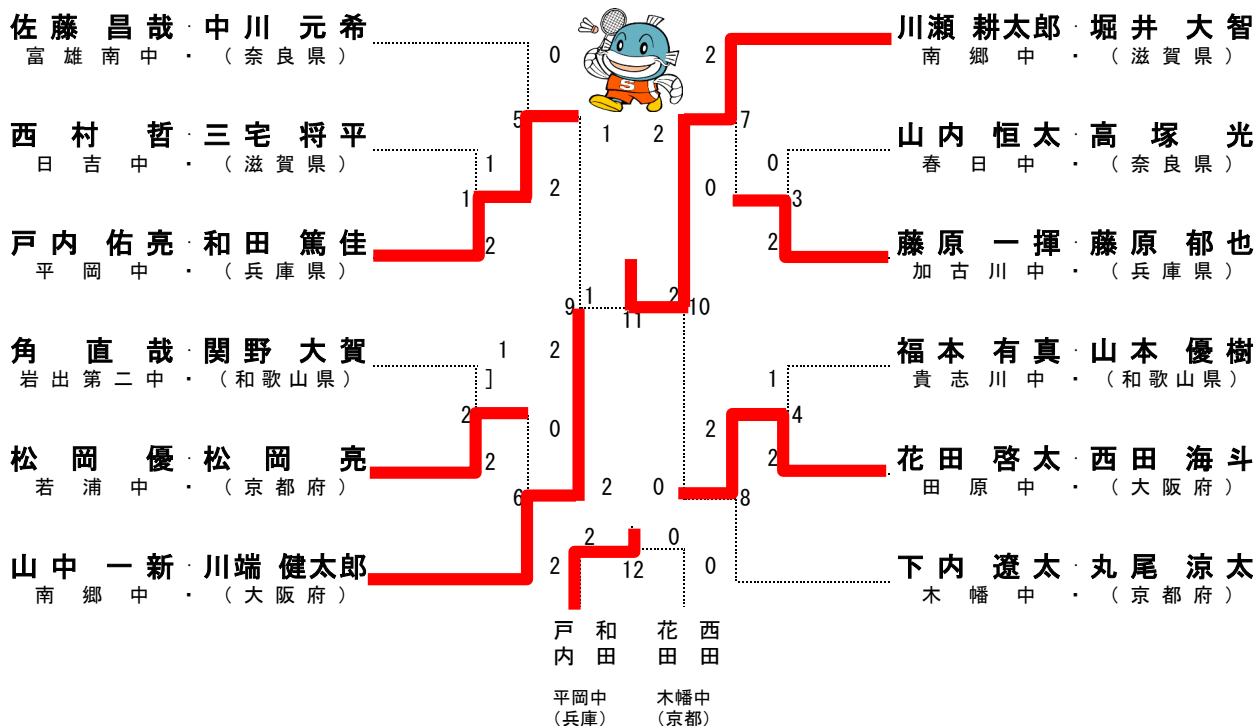 佐藤 昌哉・中川 元希
富雄南中・(奈良県)
0
西村 哲・三宅 将平
日吉中・(滋賀県)
5
1
1
2
戸内 佑亮・和田 篤佳
平岡中・(兵庫県)
2
9
1
角 直哉・関野 大賀
岩出第二中・(和歌山県)
1
]
2
2
松岡 優・松岡 亮
若浦中・(京都府)
2
0
6
山中 一新・川端 健太郎
南郷中・(大阪府)
2
S
1
2
11
2
2
0
2
12
0
川瀬 耕太郎・堀井 大智
南郷中・(滋賀県)
2
7
山内 恒太・高塚 光
春日中・(奈良県)
0
0
3
藤原 一揮・藤原 郁也
加古川中・(兵庫県)
2
10
福本 有真・山本 優樹
貴志川中・(和歌山県)
1
4
2
花田 啓太・西田 海斗
田原中・(大阪府)
2
8
下内 遼太・丸尾 涼太
木幡中・(京都府)
0
戸内 和田 花田 西田
平岡中 木幡中
(兵庫) (京都)